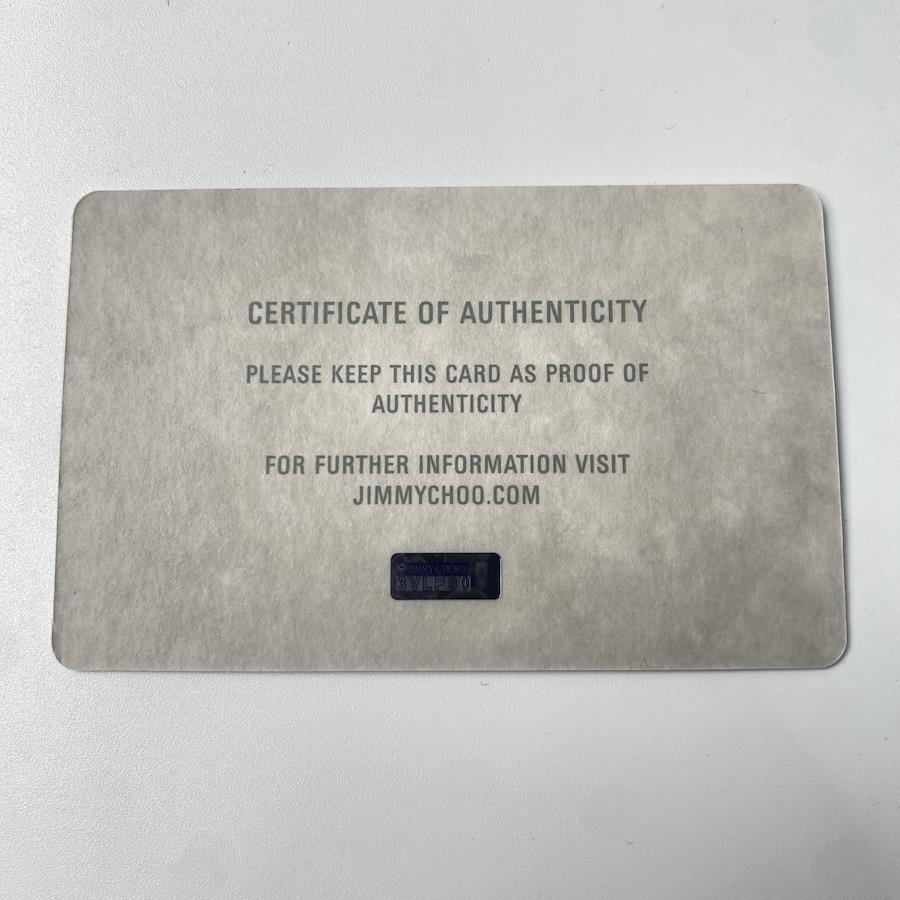 CERTIFICATE OF AUTHENTICITY
PLEASE KEEP THIS CARD AS PROOF OF
AUTHENTICITY
FOR FURTHER INFORMATION VISIT
JIMMYCHOO.COM
JIMMY CHOO